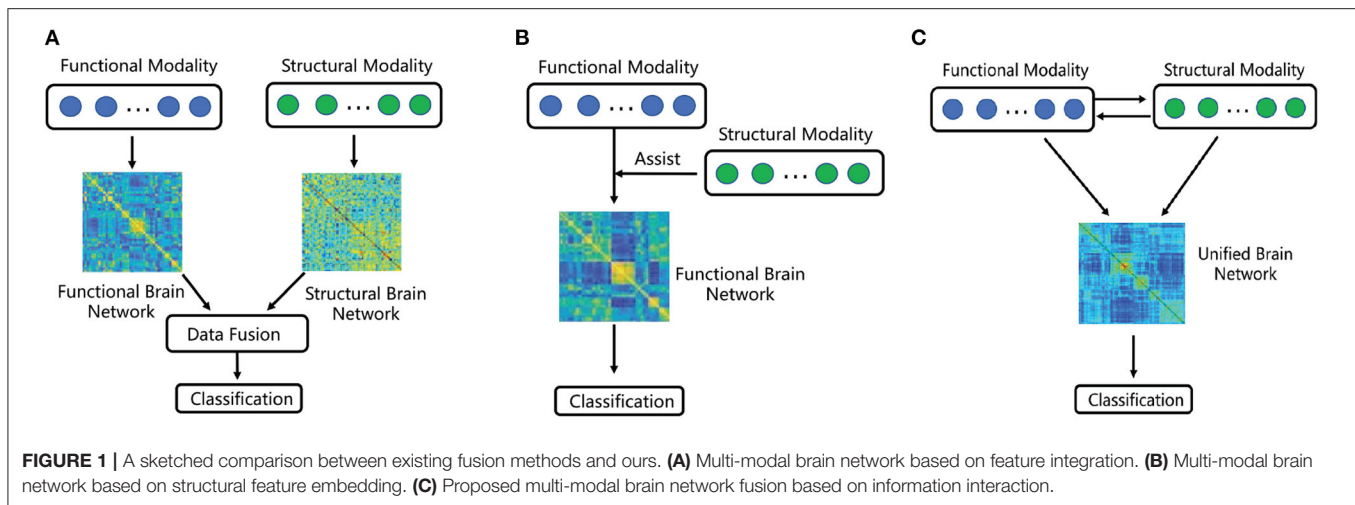 A
Functional Modality
Structural Modality
...
...
Functional Brain
Network
Structural Brain
Network
Data Fusion
Classification
B
Functional Modality
...
Structural Modality
Assist
...
Functional Brain
Network
Classification
C
Functional Modality
Structural Modality
...
...
Unified Brain
Network
Classification
FIGURE 1 | A sketched comparison between existing fusion methods and ours. (A) Multi-modal brain network based on feature integration. (B) Multi-modal brain
network based on structural feature embedding. (C) Proposed multi-modal brain network fusion based on information interaction.